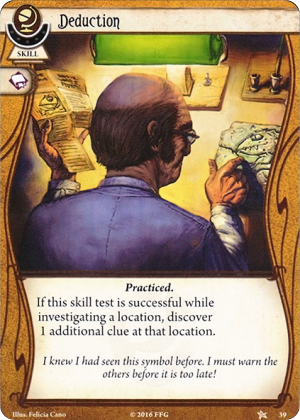 Deduction
SKILL
Practiced.
If this skill test is successful while
investigating a location, discover
1 additional clue at that location.
I knew I had seen this symbol before. I must warn the
others before it is too late!
Illus. Felicia Cano
© 2016 FFG
39